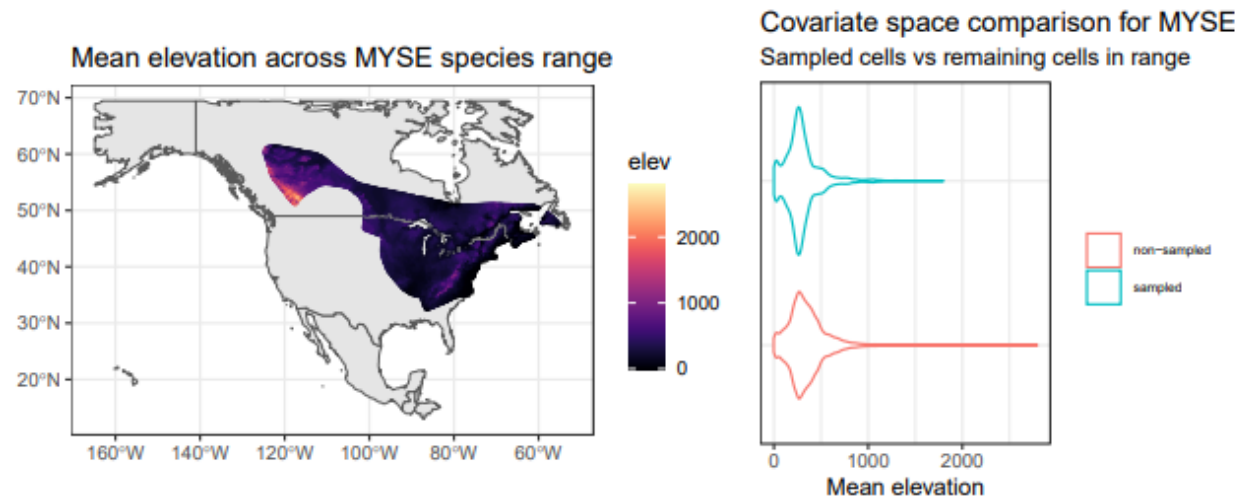 Mean elevation across MYSE species range
70°N
60°N
50°N
40°N
30°N
20°N
160°W 140°W 120°W 100°W 80°W 60°W
elev
2000
1000
0
Covariate space comparison for MYSE
Sampled cells vs remaining cells in range
0 1000 2000
Mean elevation
non-sampled
sampled